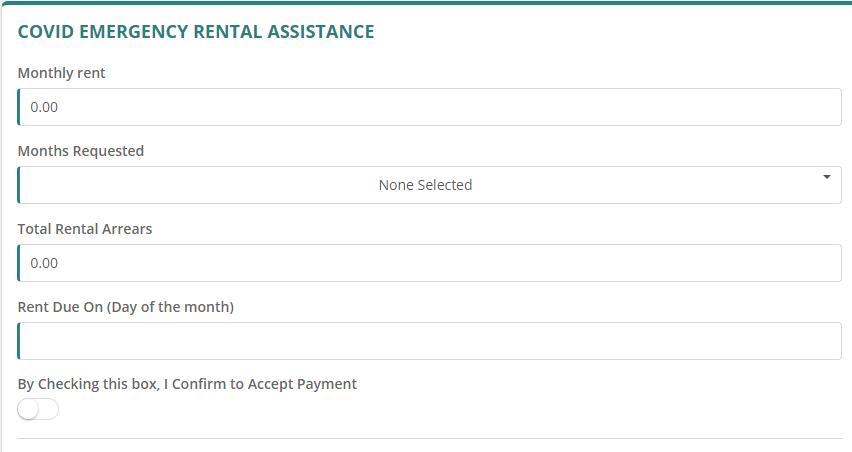 COVID EMERGENCY RENTAL ASSISTANCE
Monthly rent
0.00
Months Requested
None Selected
Total Rental Arrears
0.00
Rent Due On (Day of the month)
By Checking this box, I Confirm to Accept Payment